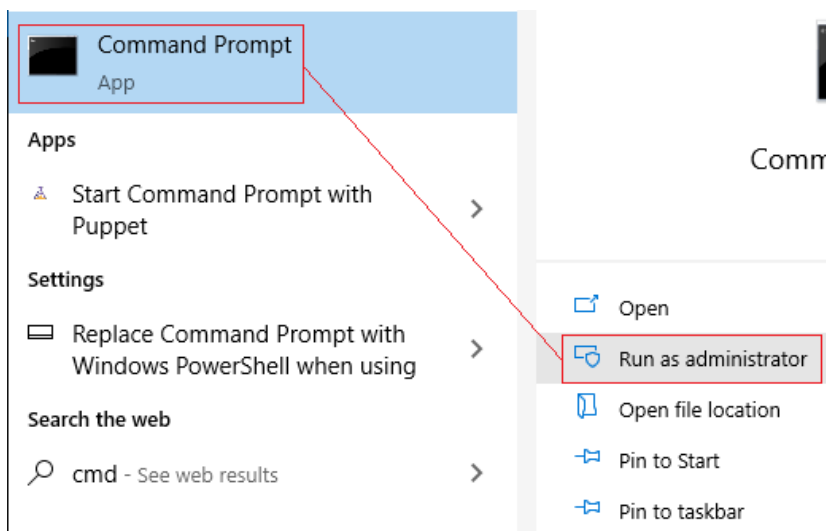 Command Prompt
App
Apps
Start Command Prompt with
Puppet
Settings
Replace Command Prompt with
Windows PowerShell when using
Search the web
cmd - See web results
Open
Run as administrator
Open file location
Pin to Start
Pin to taskbar